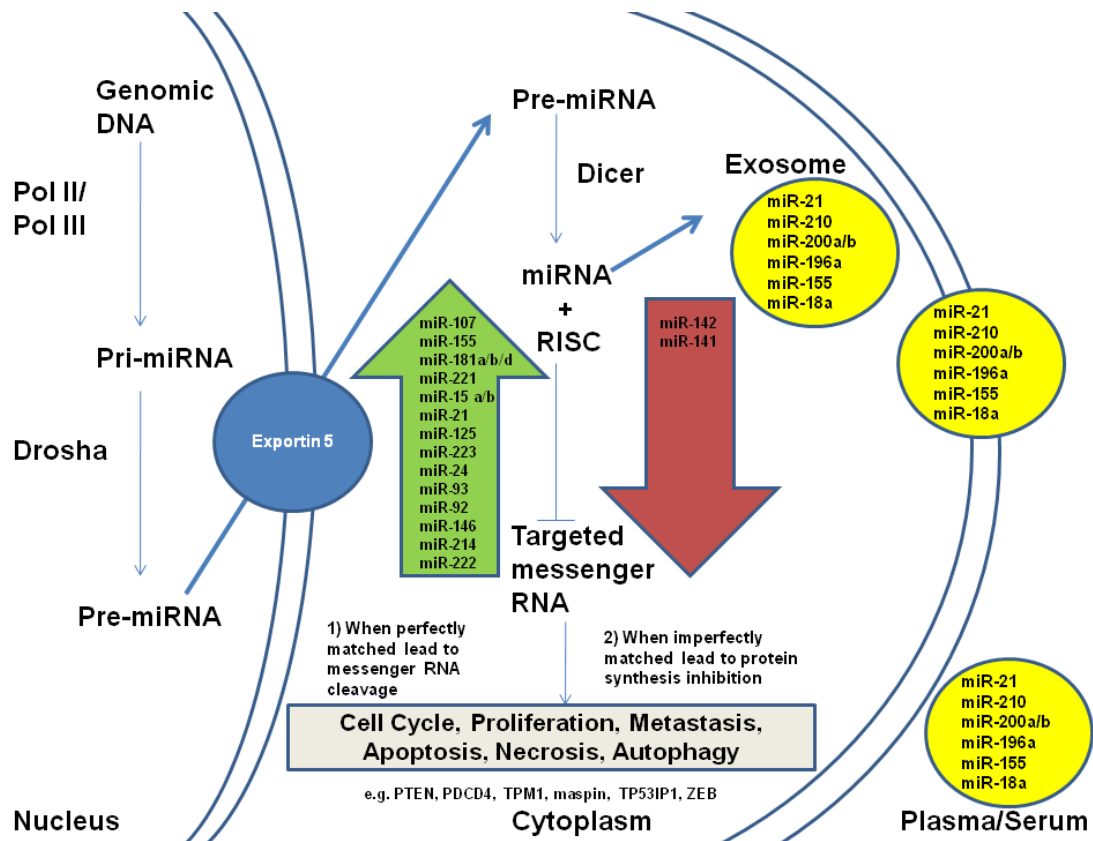 Genomic
DNA
Pol II/
Pol III
Pri-miRNA
Drosha
Pre-miRNA
Nucleus
Exportin 5
Pre-miRNA
Dicer
miRNA
+
RISC
miR-107
miR-155
miR-181a/b/d
miR-221
miR-15 a/b
miR-21
miR-125
miR-223
miR-24
miR-93
miR-92
miR-146
miR-214
miR-222
miR-142
miR-141
Targeted
messenger
RNA
1) When perfectly
matched lead to
messenger RNA
cleavage
2) When imperfectly
matched lead to protein
synthesis inhibition
Cell Cycle, Proliferation, Metastasis,
Apoptosis, Necrosis, Autophagy
e.g. PTEN, PDCD4, TPM1, maspin, TP53IP1, ZEB
Cytoplasm
Exosome
miR-21
miR-210
miR-200a/b
miR-196a
miR-155
miR-18a
miR-21
miR-210
miR-200a/b
miR-196a
miR-155
miR-18a
miR-21
miR-210
miR-200a/b
miR-196a
miR-155
miR-18a
Plasma/Serum